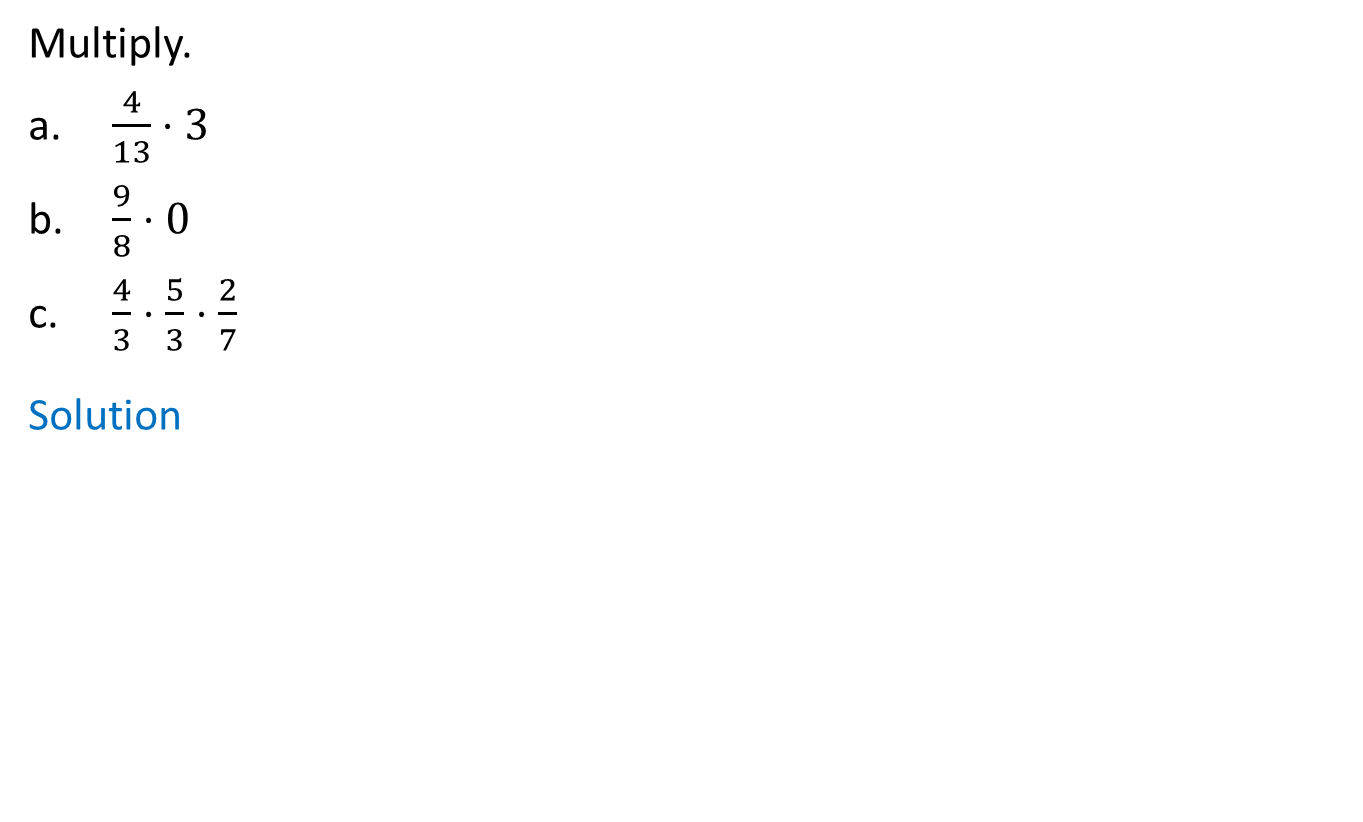 Multiply.
a. 4/13 · 3
b. 9/8 · 0
c. 4/3 · 5/3 · 2/7
Solution